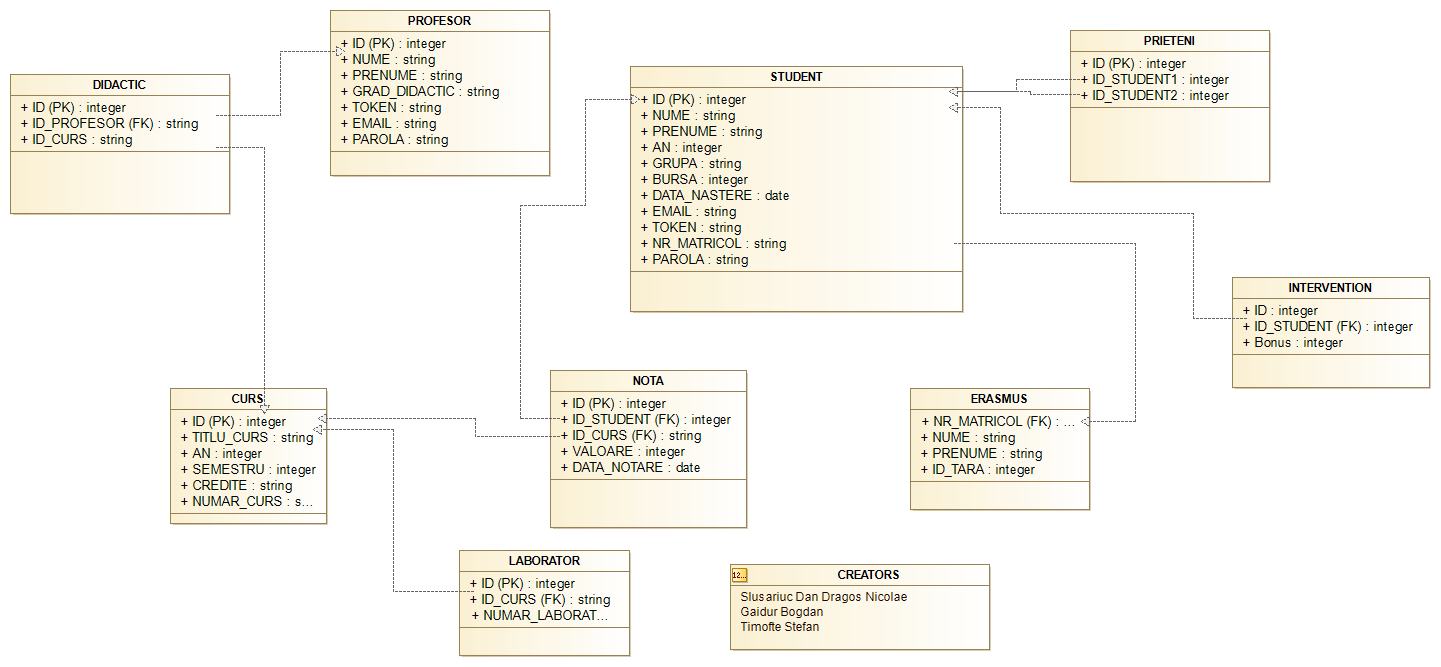 PROFESOR
+ ID (PK) : integer
+ NUME : string
+ PRENUME : string
+ GRAD_DIDACTIC : string
+ TOKEN : string
+ EMAIL : string
+ PAROLA : string
DIDACTIC
+ ID (PK) : integer
+ ID_PROFESOR (FK) : string
+ ID_CURS : string
STUDENT
+ ID (PK) : integer
+ NUME : string
+ PRENUME : string
+ AN : integer
+ GRUPA : string
+ BURSA : integer
+ DATA_NASTERE : date
+ EMAIL : string
+ TOKEN : string
+ NR_MATRICOL : string
+ PAROLA : string
PRIETENI
+ ID (PK) : integer
+ ID_STUDENT1 : integer
+ ID_STUDENT2 : integer
INTERVENTION
+ ID : integer
+ ID_STUDENT (FK) : integer
+ Bonus : integer
CURS
+ ID (PK) : integer
+ TITLU_CURS : string
+ AN : integer
+ SEMESTRU : integer
+ CREDITE : string
+ NUMAR_CURS : s...
NOTA
+ ID (PK) : integer
+ ID_STUDENT (FK) : integer
+ ID_CURS (FK) : string
+ VALOARE : integer
+ DATA_NOTARE : date
ERASMUS
+ NR_MATRICOL (FK) : ...
+ NUME : string
+ PRENUME : string
+ ID_TARA : integer
LABORATOR
+ ID (PK) : integer
+ ID_CURS (FK) : string
+ NUMAR_LABORAT...
12...
CREATORS
Slusariuc Dan Dragos Nicolae
Gaidur Bogdan
Timofte Stefan